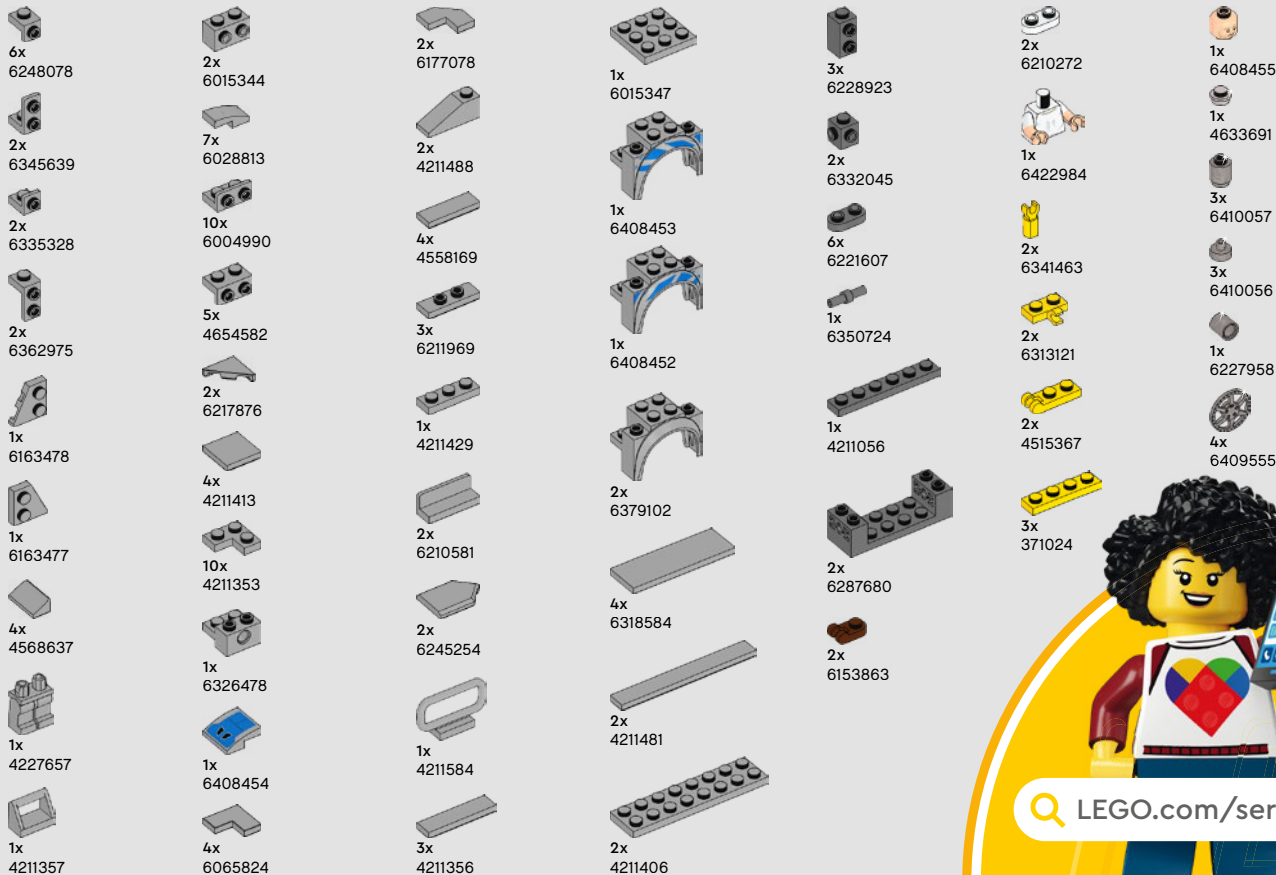 6x
6248078
2x
6345639
2x
6335328
2x
6362975
1x
6163478
1x
6163477
4x
4568637
1x
4227657
1x
4211357
2x
6015344
7x
6028813
10x
6004990
5x
4654582
2x
6217876
4x
4211413
10x
4211353
1x
6326478
1x
6408454
4x
6065824
2x
6177078
2x
4211488
4x
4558169
3x
6211969
1x
4211429
2x
6210581
2x
6245254
1x
4211584
3x
4211356
1x
6015347
1x
6408453
1x
6408452
2x
6379102
4x
6318584
2x
4211481
2x
4211406
3x
6228923
2x
6332045
6x
6221607
1x
6350724
1x
4211056
2x
6287680
2x
6153863
2x
6210272
1x
6422984
2x
6341463
2x
6313121
2x
4515367
3x
371024
1x
6408455
1x
4633691
3x
6410057
3x
6410056
1x
6227958
4x
6409555
LEGO.com/ser